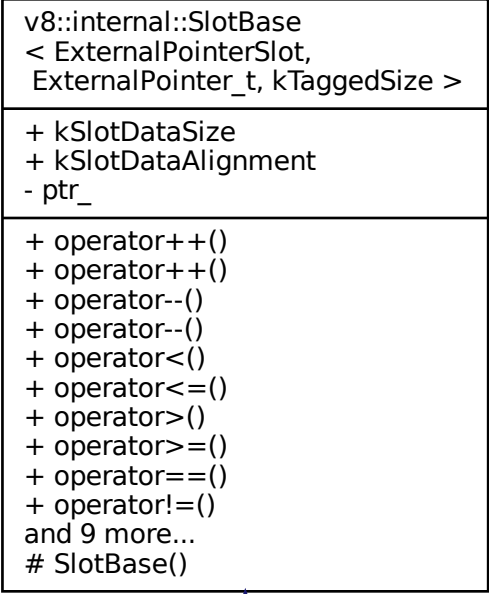 v8::internal::SlotBase
< ExternalPointerSlot,
ExternalPointer_t, kTaggedSize >
+ kSlotDataSize
+ kSlotDataAlignment
- ptr_
+ operator++()
+ operator++()
+ operator--()
+ operator--()
+ operator<()
+ operator<=()
+ operator>()
+ operator>=()
+ operator==()
+ operator!=()
and 9 more...
# SlotBase()